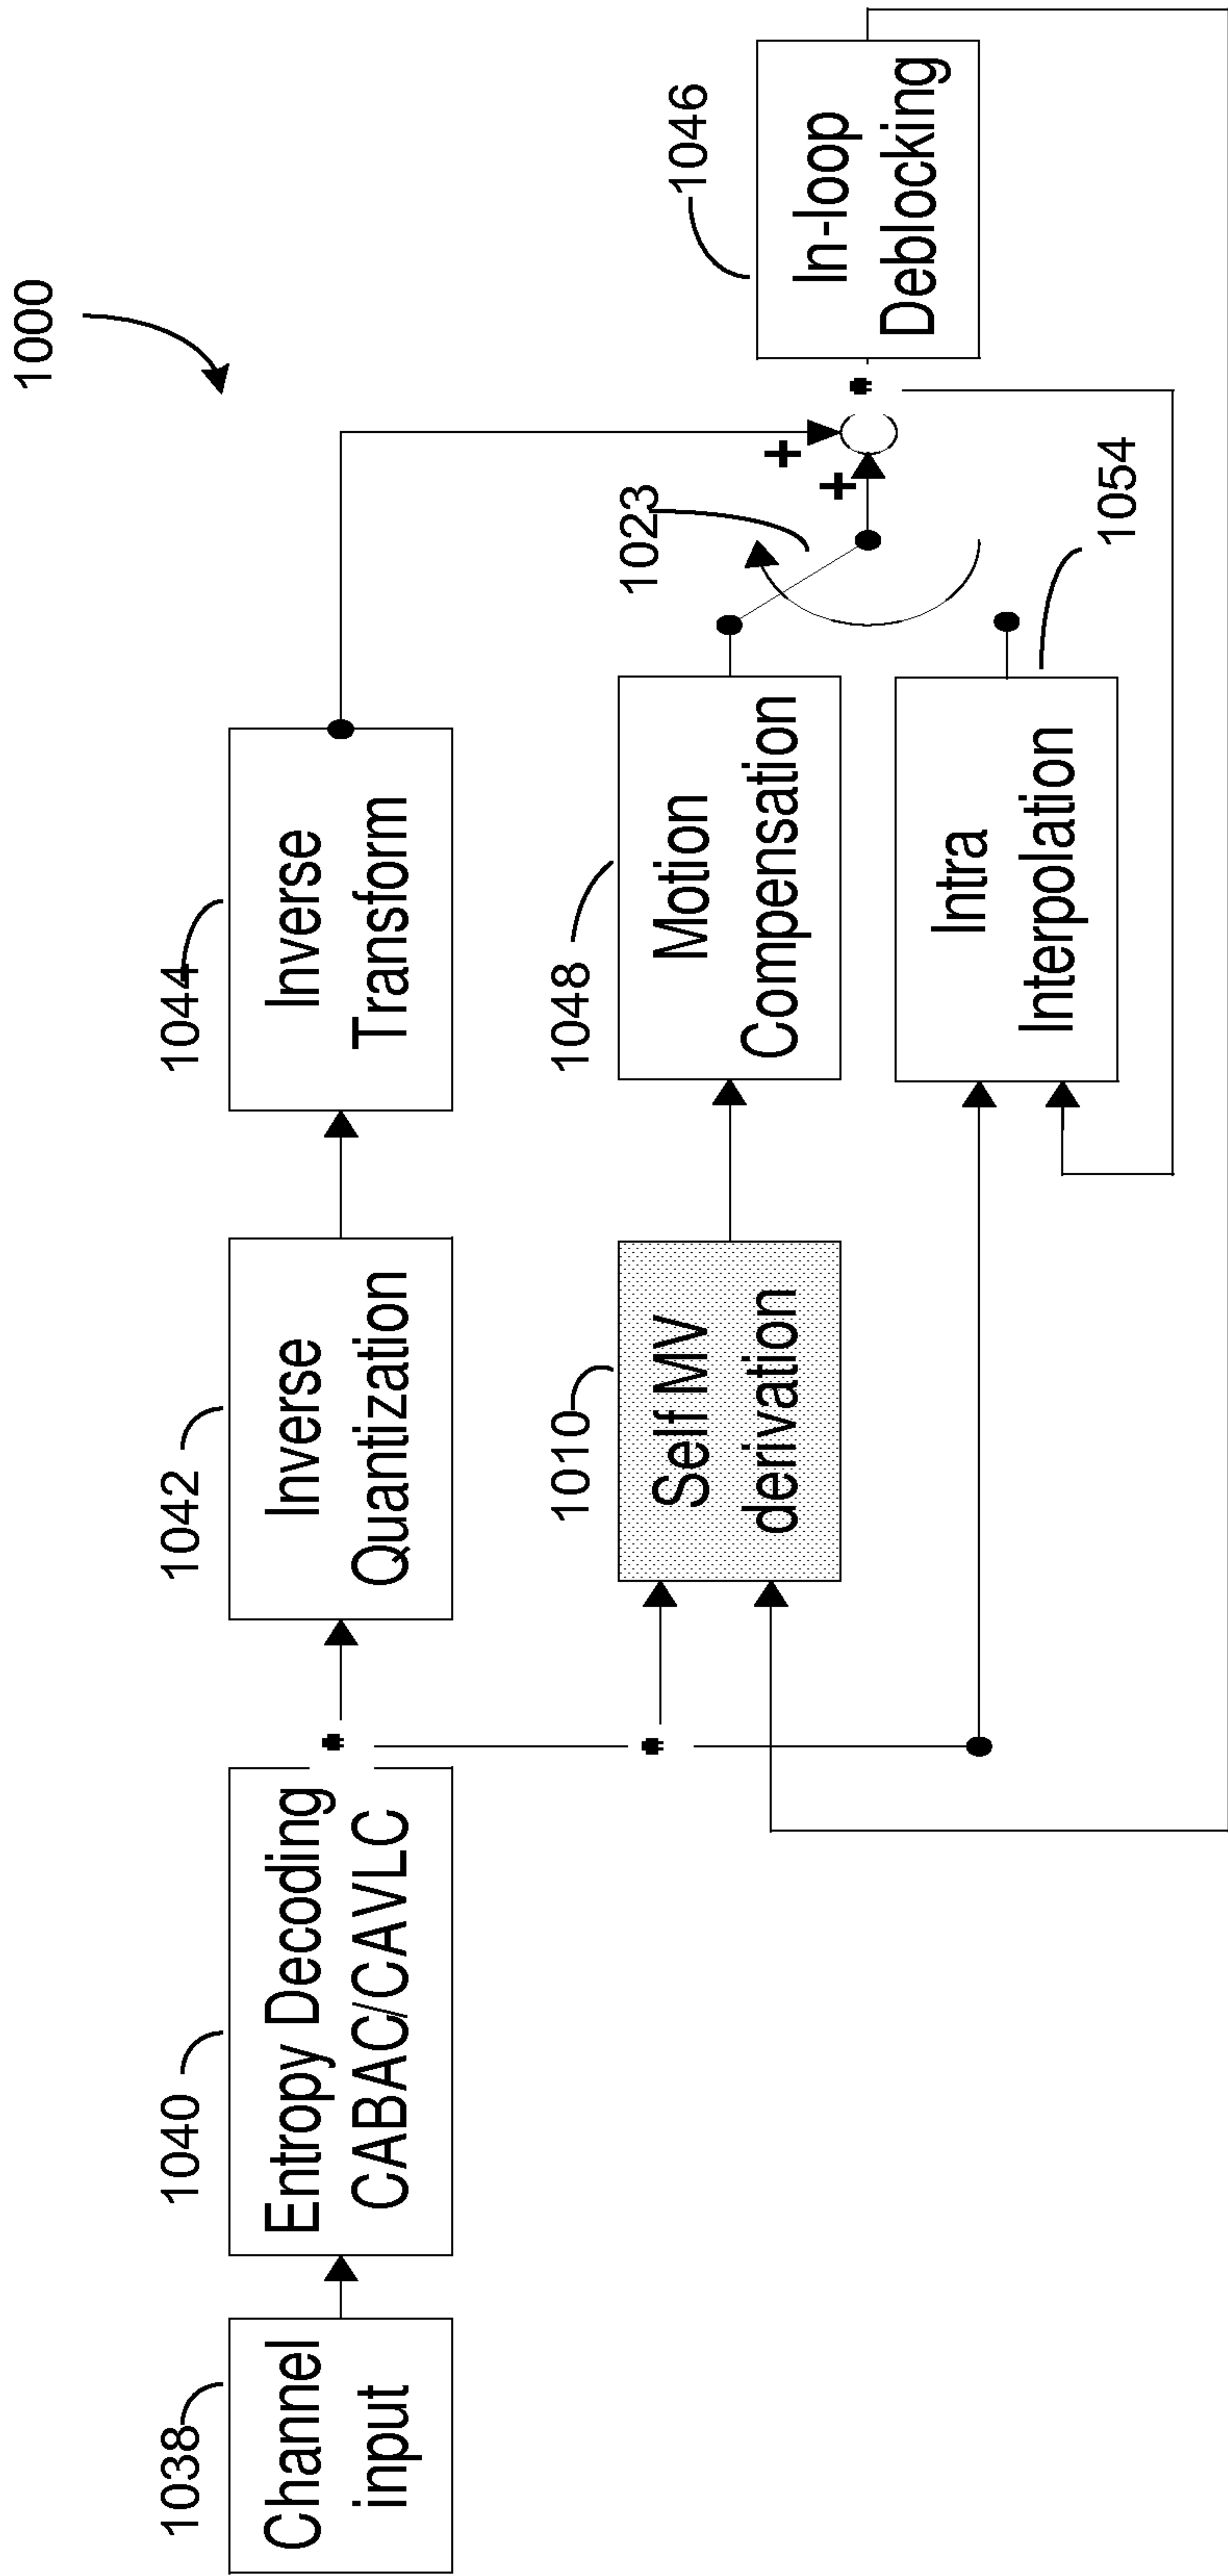 1000
1038
Channel
input
1040
Entropy Decoding
CABAC/CAVLC
1042
Inverse
Quantization
1044
Inverse
Transform
1010
Self MV
derivation
1048
Motion
Compensation
1023
+
+
1046
In-loop
Deblocking
Intra
Interpolation
1054